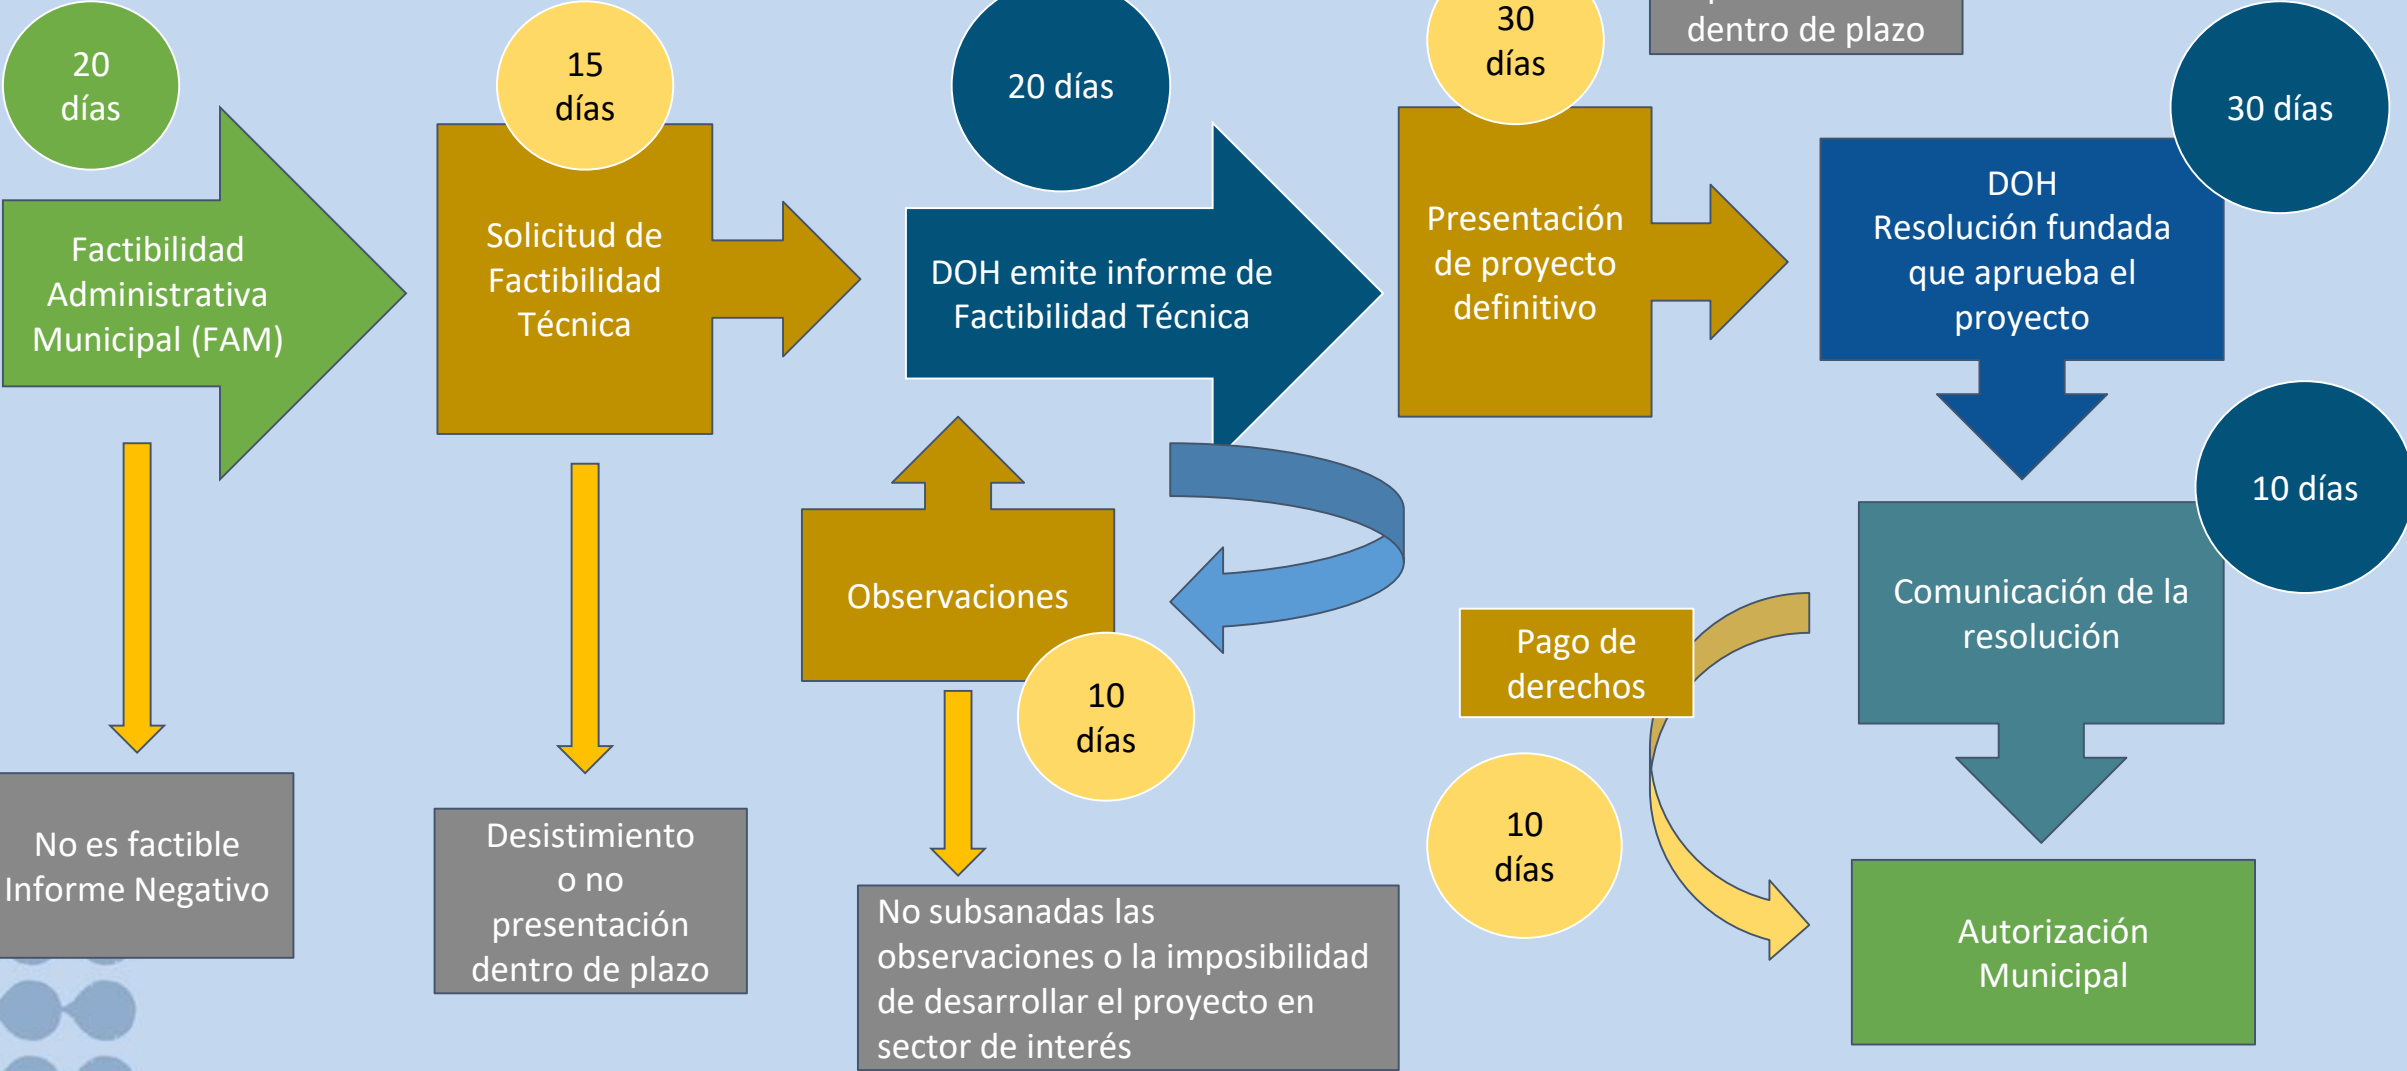 20
días
15
días
20 días
30
días
dentro de plazo
30 días
Factibilidad
Administrativa
Municipal (FAM)
Solicitud de
Factibilidad
Técnica
DOH emite informe de
Factibilidad Técnica
Presentación
de proyecto
definitivo
DOH
Resolución fundada
que aprueba el
proyecto
10 días
Observaciones
10
días
Pago de
derechos
10
días
Comunicación de la
resolución
No es factible
Informe Negativo
Desistimiento
o no
presentación
dentro de plazo
No subsanadas las
observaciones o la imposibilidad
de desarrollar el proyecto en
sector de interés
Autorización
Municipal